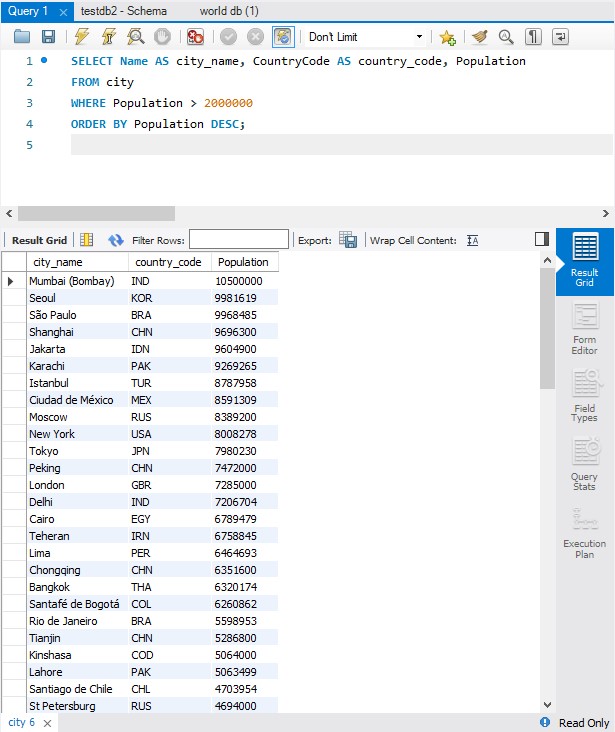 Query 1 × testdb2 - Schema world db (1)
Don't Limit
1 SELECT Name AS city_name, CountryCode AS country_code, Population
2 FROM city
3 WHERE Population > 2000000
4 ORDER BY Population DESC;
5
Result Grid Filter Rows: Export: Wrap Cell Content: IA
city_name country_code Population
Mumbai (Bombay) IND 10500000
Seoul KOR 9981619
São Paulo BRA 9968485
Shanghai CHN 9696300
Jakarta IDN 9604900
Karachi PAK 9269265
Istanbul TUR 8787958
Ciudad de México MEX 8591309
Moscow RUS 8389200
New York USA 8008278
Tokyo JPN 7980230
Peking CHN 7472000
London GBR 7285000
Delhi IND 7206704
Cairo EGY 6789479
Teheran IRN 6758845
Lima PER 6464693
Chongqing CHN 6351600
Bangkok THA 6320174
Santafé de Bogotá COL 6260862
Rio de Janeiro BRA 5598953
Tianjin CHN 5286800
Kinshasa COD 5064000
Lahore PAK 5063499
Santiago de Chile CHL 4703954
St Petersburg RUS 4694000
Result
Grid
Form
Editor
Field
Types
Query
Stats
Execution
Plan
city 6 × Read Only